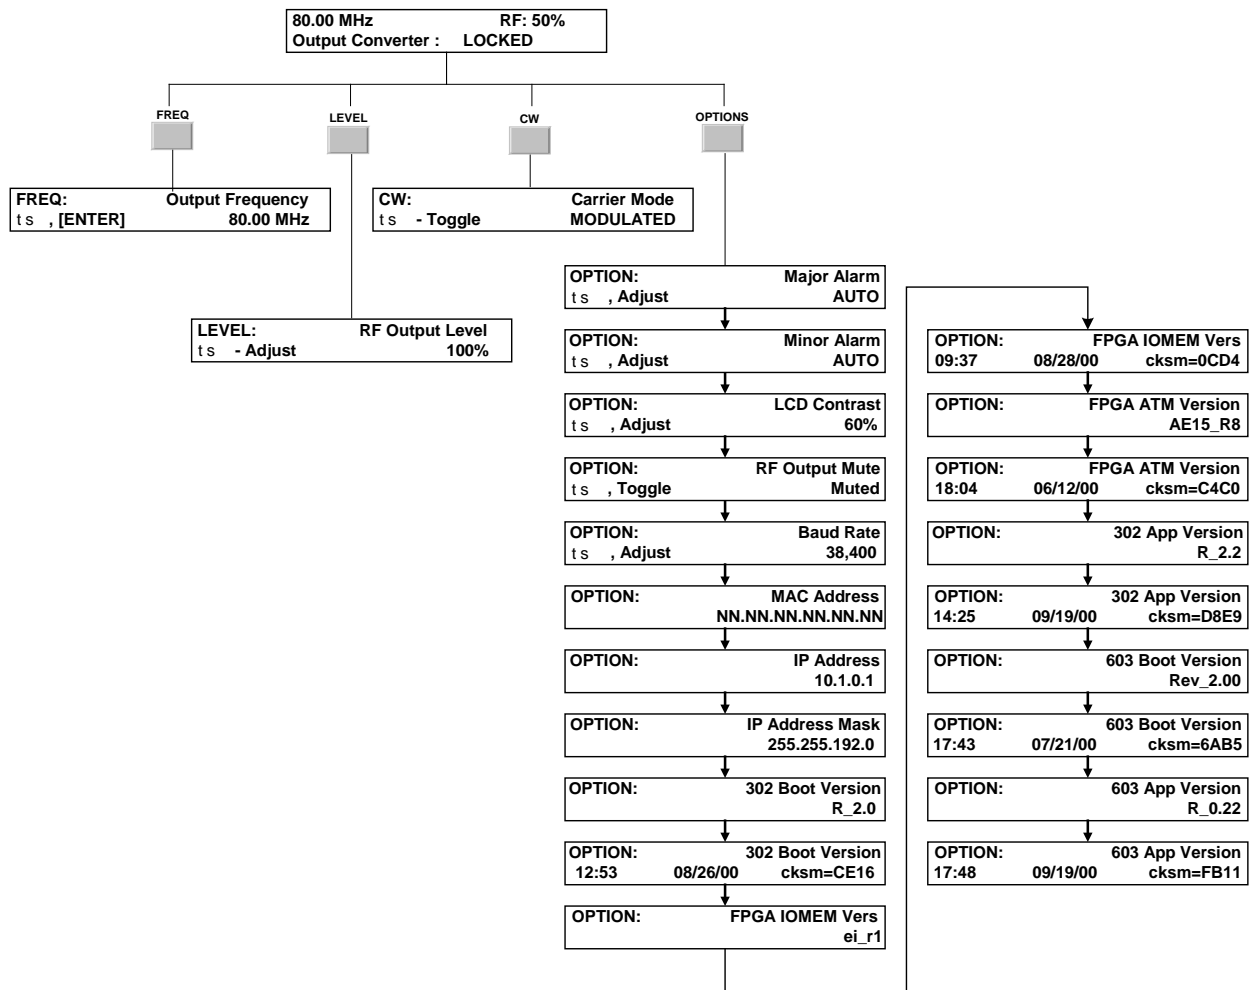 80.00 MHz RF: 50%
Output Converter : LOCKED
FREQ
LEVEL
CW
OPTIONS
FREQ: Output Frequency
t s , [ENTER] 80.00 MHz
CW: Carrier Mode
t s - Toggle MODULATED
LEVEL: RF Output Level
t s - Adjust 100%
OPTION: Major Alarm
t s , Adjust AUTO
OPTION: Minor Alarm
t s , Adjust AUTO
OPTION: LCD Contrast
t s , Adjust 60%
OPTION: RF Output Mute
t s , Toggle Muted
OPTION: Baud Rate
t s , Adjust 38,400
OPTION: MAC Address
NN.NN.NN.NN.NN.NN
OPTION: IP Address
10.1.0.1
OPTION: IP Address Mask
255.255.192.0
OPTION: 302 Boot Version
R_2.0
OPTION: 302 Boot Version
12:53 08/26/00 cksm=CE16
OPTION: FPGA IOMEM Vers
ei_r1
OPTION: FPGA IOMEM Vers
09:37 08/28/00 cksm=0CD4
OPTION: FPGA ATM Version
AE15_R8
OPTION: FPGA ATM Version
18:04 06/12/00 cksm=C4C0
OPTION: 302 App Version
R_2.2
OPTION: 302 App Version
14:25 09/19/00 cksm=D8E9
OPTION: 603 Boot Version
Rev_2.00
OPTION: 603 Boot Version
17:43 07/21/00 cksm=6AB5
OPTION: 603 App Version
R_0.22
OPTION: 603 App Version
17:48 09/19/00 cksm=FB11